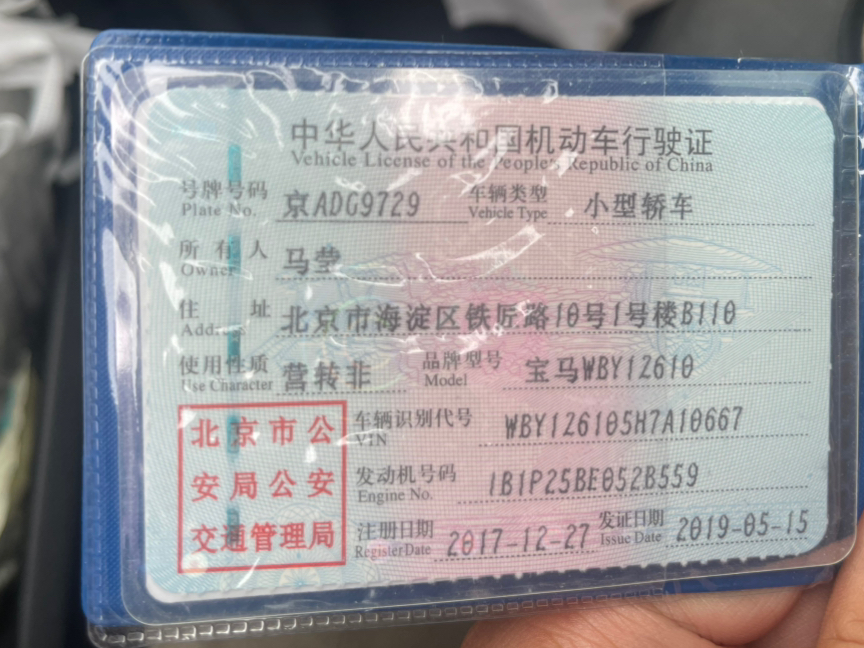 中华人民共和国机动车行驶证
Vehicle License of the People's Republic of China
号牌号码 京ADG9729 车辆类型 小型轿车
Plate No. Vehicle Type
所有人 马莹
Owner
住址 北京市海淀区铁匠路10号1号楼B110
Address
使用性质 营转非 品牌型号 宝马WBY12610
Use Character Model
北京市公安局公安交通管理局
车辆识别代号 WBY126105H7A10667
VIN
发动机号码 1B1P25BE052B559
Engine No.
注册日期 2017-12-27 发证日期 2019-05-15
Register Date Issue Date